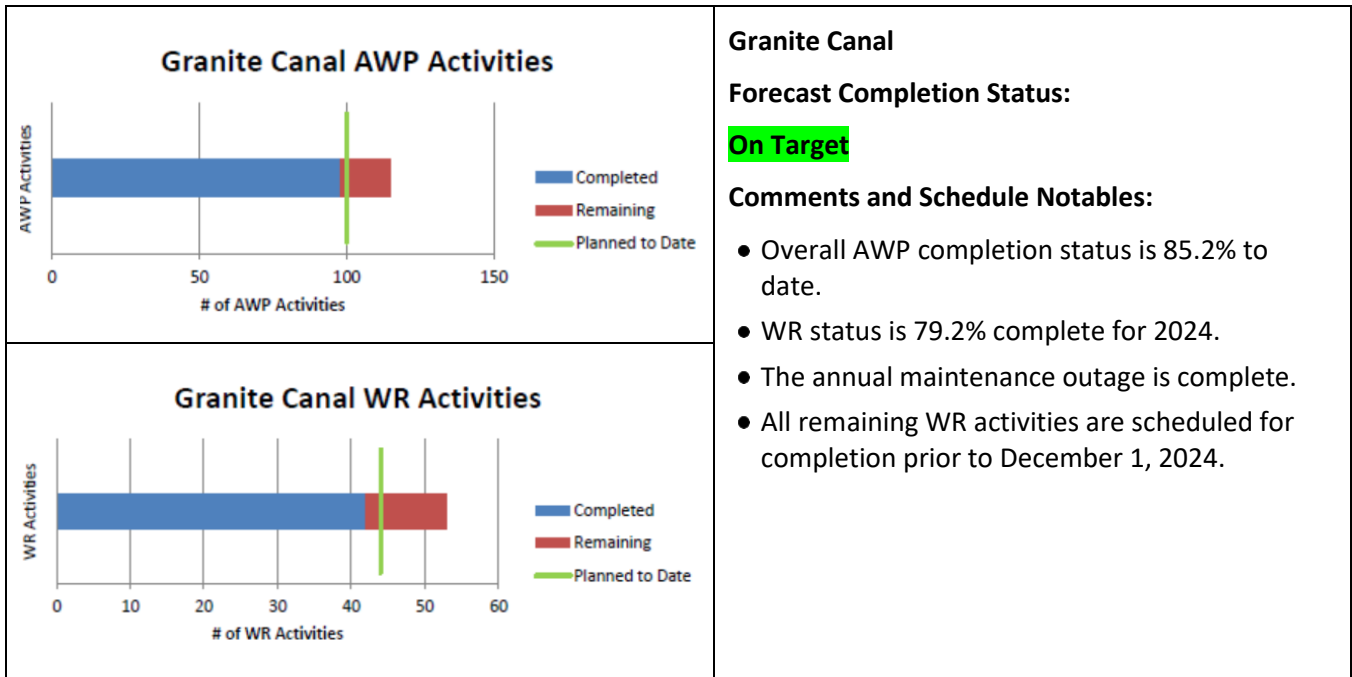 Granite Canal AWP Activities
AWP Activities
Completed
Remaining
Planned to Date
0 50 100 150
# of AWP Activities
Granite Canal WR Activities
WR Activities
Completed
Remaining
Planned to Date
0 10 20 30 40 50 60
# of WR Activities
Granite Canal
Forecast Completion Status:
On Target
Comments and Schedule Notables:
● Overall AWP completion status is 85.2% to
date.
● WR status is 79.2% complete for 2024.
● The annual maintenance outage is complete.
● All remaining WR activities are scheduled for
completion prior to December 1, 2024.